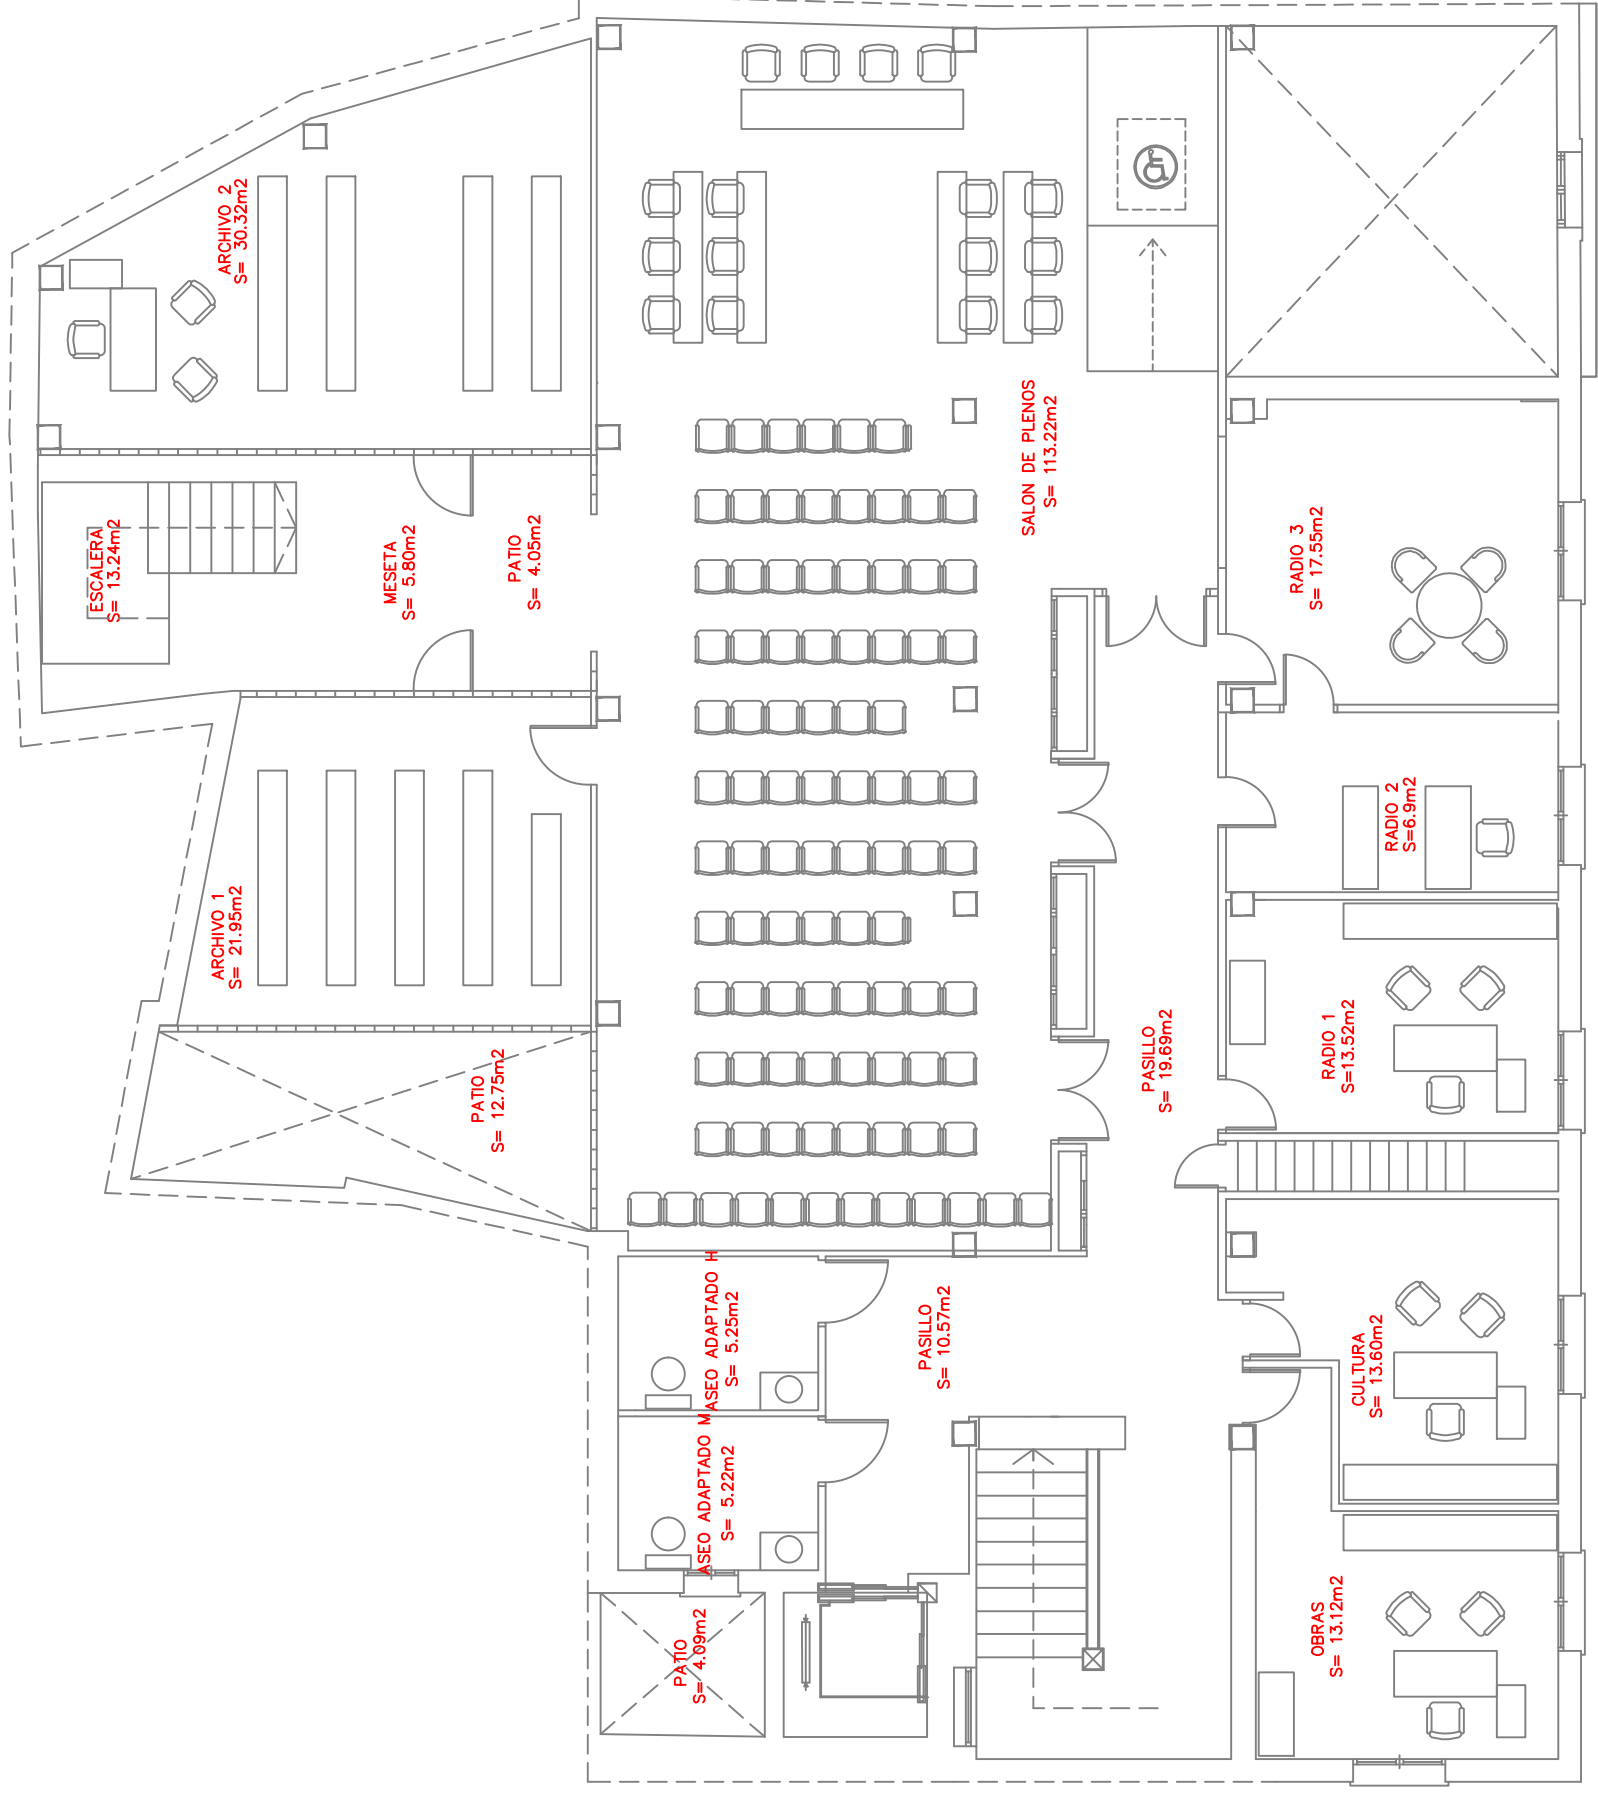 ARCHIVO 2
S= 30.32m2
SALON DE PLENOS
S= 113.22m2
ESCALERA
S= 13.24m2
MESETA
S= 5.80m2
PATIO
S= 4.05m2
RADIO 3
S= 17.55m2
RADIO 2
S=6.9m2
ARCHIVO 1
S= 21.95m2
RADIO 1
S=13.52m2
PASILLO
S= 19.69m2
PATIO
S= 12.75m2
ASEO ADAPTADO H
S= 5.25m2
PASILLO
S= 10.57m2
CULTURA
S= 13.60m2
ASEO ADAPTADO M
S= 5.22m2
PATIO
S= 4.09m2
OBRAS
S= 13.12m2